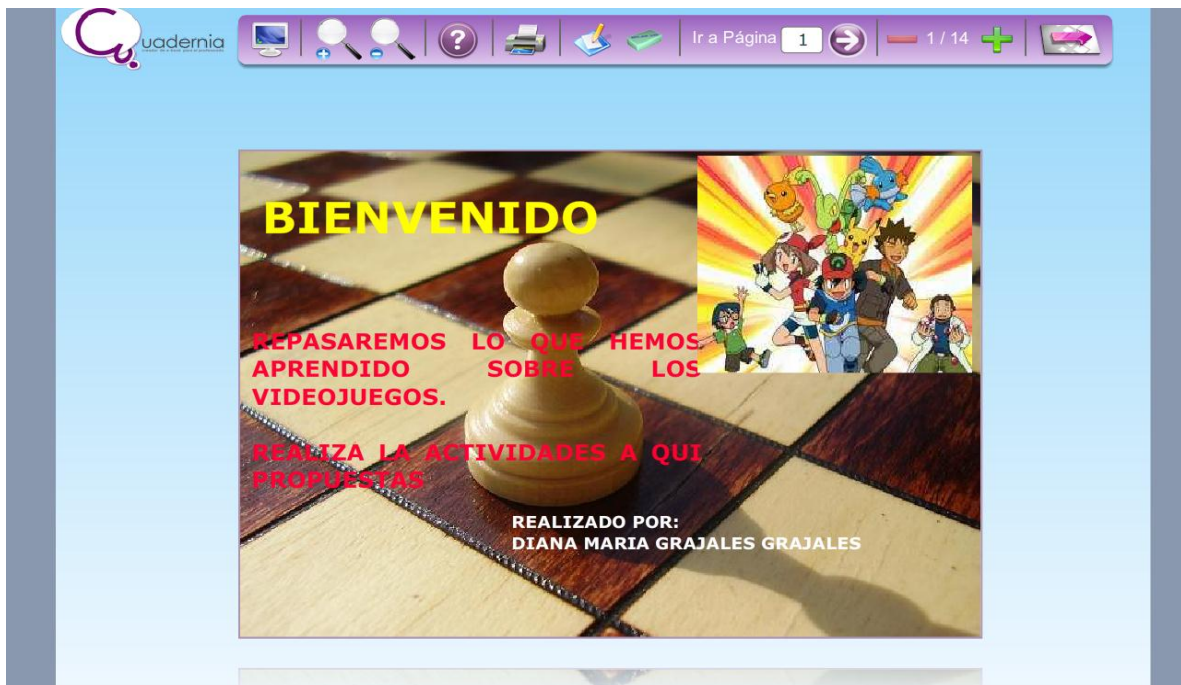 Cuadernia
Ir a Página 1
1 / 14
BIENVENIDO
REPASAREMOS LO QUE HEMOS
APRENDIDO SOBRE LOS
VIDEOJUEGOS.
REALIZA LA ACTIVIDADES A QUI
PROPUESTAS
REALIZADO POR:
DIANA MARIA GRAJALES GRAJALES